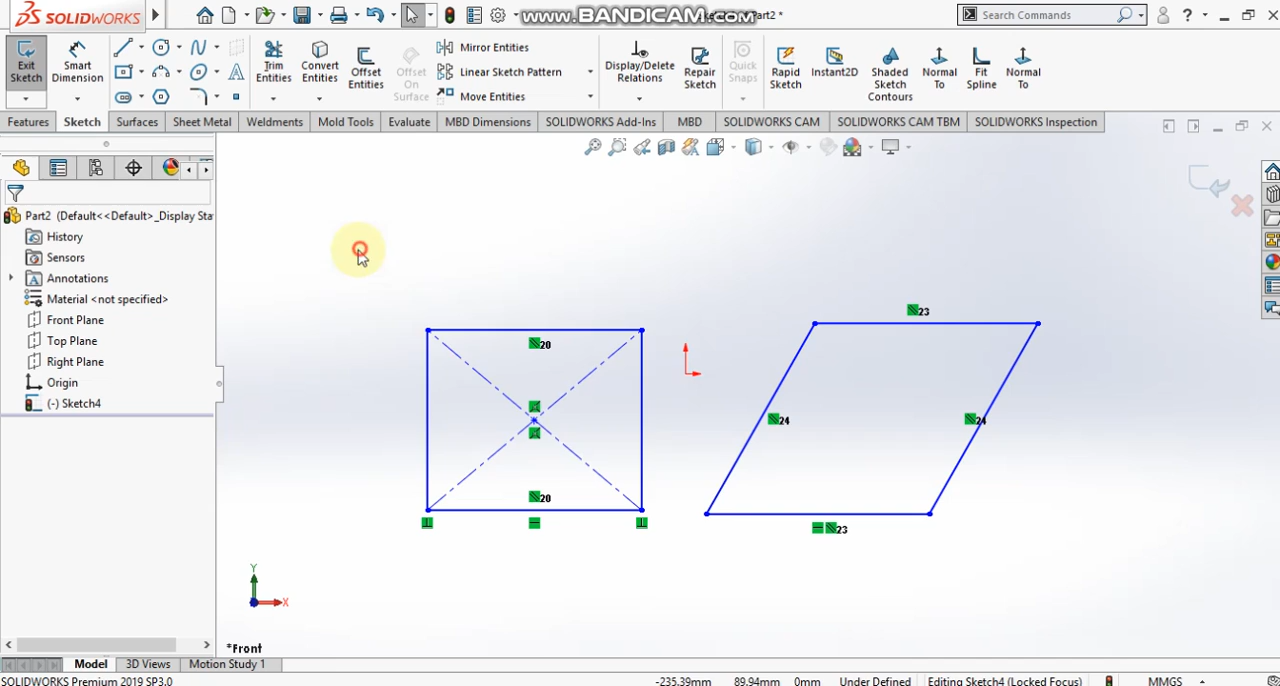 SOLIDWORKS
www.BANDICAM.com
Part2 *
Search Commands
?
Exit Sketch
Smart Dimension
Trim Entities
Convert Entities
Offset Entities
Offset On Surface
Mirror Entities
Linear Sketch Pattern
Move Entities
Display/Delete Relations
Repair Sketch
Quick Snaps
Rapid Sketch
Instant2D
Shaded Sketch Contours
Normal To
Fit Spline
Normal To
Features
Sketch
Surfaces
Sheet Metal
Weldments
Mold Tools
Evaluate
MBD Dimensions
SOLIDWORKS Add-Ins
MBD
SOLIDWORKS CAM
SOLIDWORKS CAM TBM
SOLIDWORKS Inspection
Part2 (Default<<Default>_Display Sta
History
Sensors
Annotations
Material <not specified>
Front Plane
Top Plane
Right Plane
Origin
(-) Sketch4
20
20
23
24
24
23
Y
X
*Front
Model
3D Views
Motion Study 1
SOLIDWORKS Premium 2019 SP3.0
-235.39mm
89.94mm
0mm
Under Defined
Editing Sketch4 (Locked Focus)
MMGS